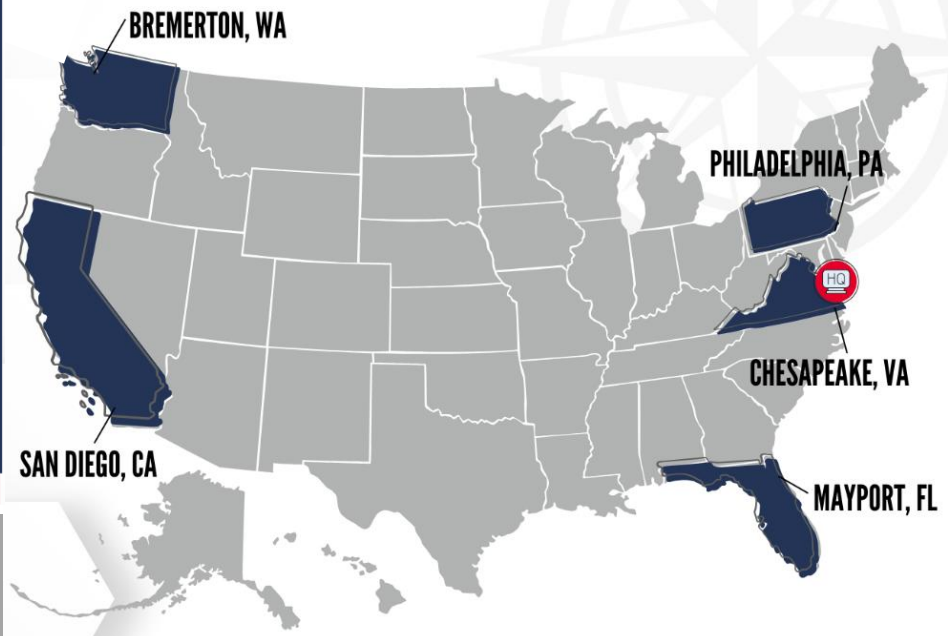 BREMERTON, WA
PHILADELPHIA, PA
HQ
CHESAPEAKE, VA
SAN DIEGO, CA
MAYPORT, FL